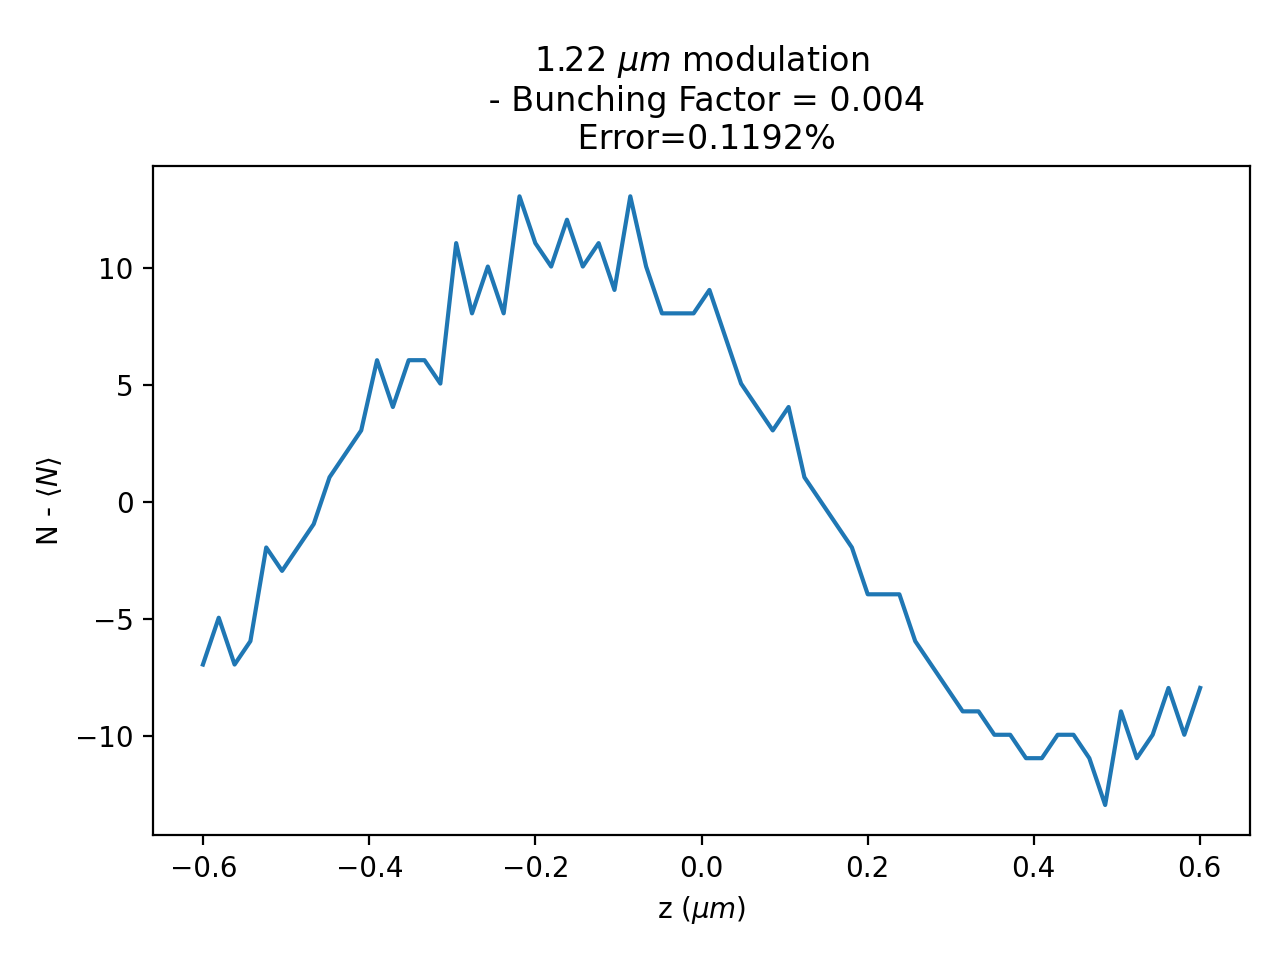 1.22 μm modulation
- Bunching Factor = 0.004
Error=0.1192%
N - ⟨N⟩
10
5
0
−5
−10
−0.6
−0.4
−0.2
0.0
0.2
0.4
0.6
z (μm)